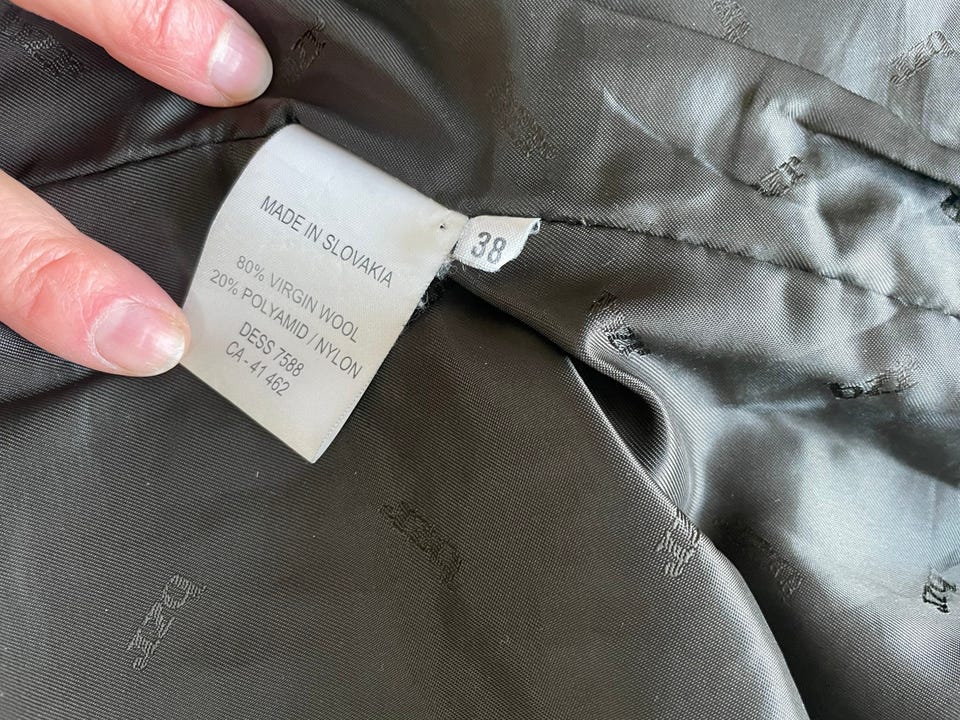 MADE IN SLOVAKIA
80% VIRGIN WOOL
20% POLYAMID / NYLON
DESS 7588
CA - 41 462
38